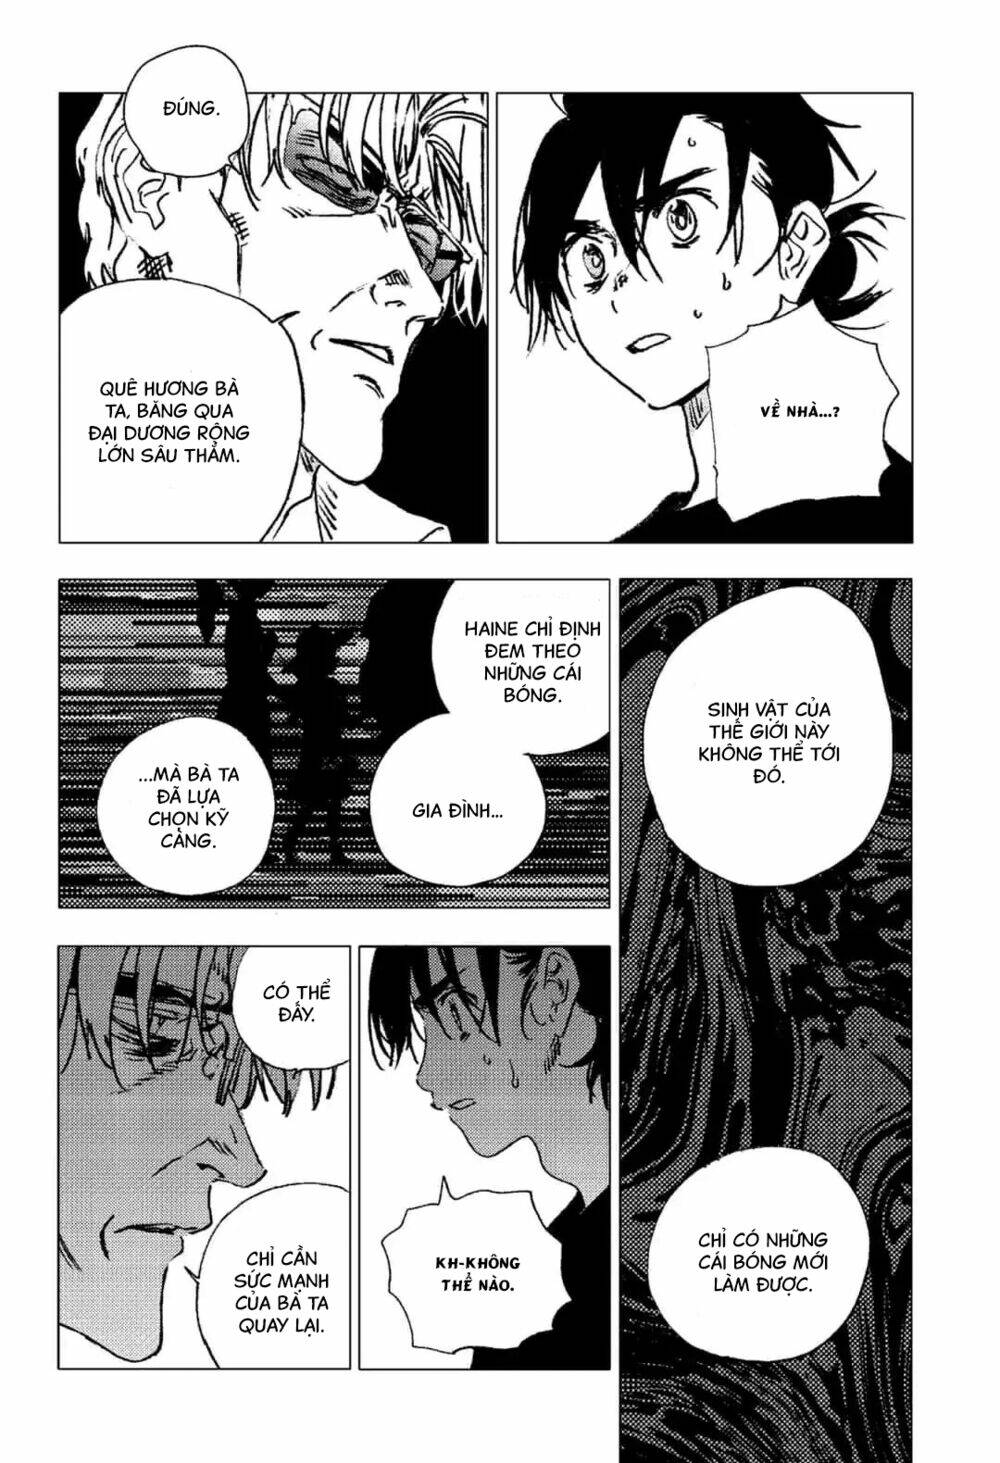 VỀ NHÀ...?
ĐÚNG.
QUÊ HƯƠNG BÀ
TA, BĂNG QUA
ĐẠI DƯƠNG RỘNG
LỚN SÂU THẲM.
SINH VẬT CỦA
THẾ GIỚI NÀY
KHÔNG THỂ TỚI
ĐÓ.
CHỈ CÓ NHỮNG
CÁI BÓNG MỚI
LÀM ĐƯỢC.
HAINE CHỈ ĐỊNH
ĐEM THEO
NHỮNG CÁI
BÓNG.
GIA ĐÌNH...
...MÀ BÀ TA
ĐÃ LỰA
CHỌN KỸ
CÀNG.
KH-KHÔNG
THỂ NÀO.
CÓ THỂ
ĐẤY.
CHỈ CẦN
SỨC MẠNH
CỦA BÀ TA
QUAY LẠI.